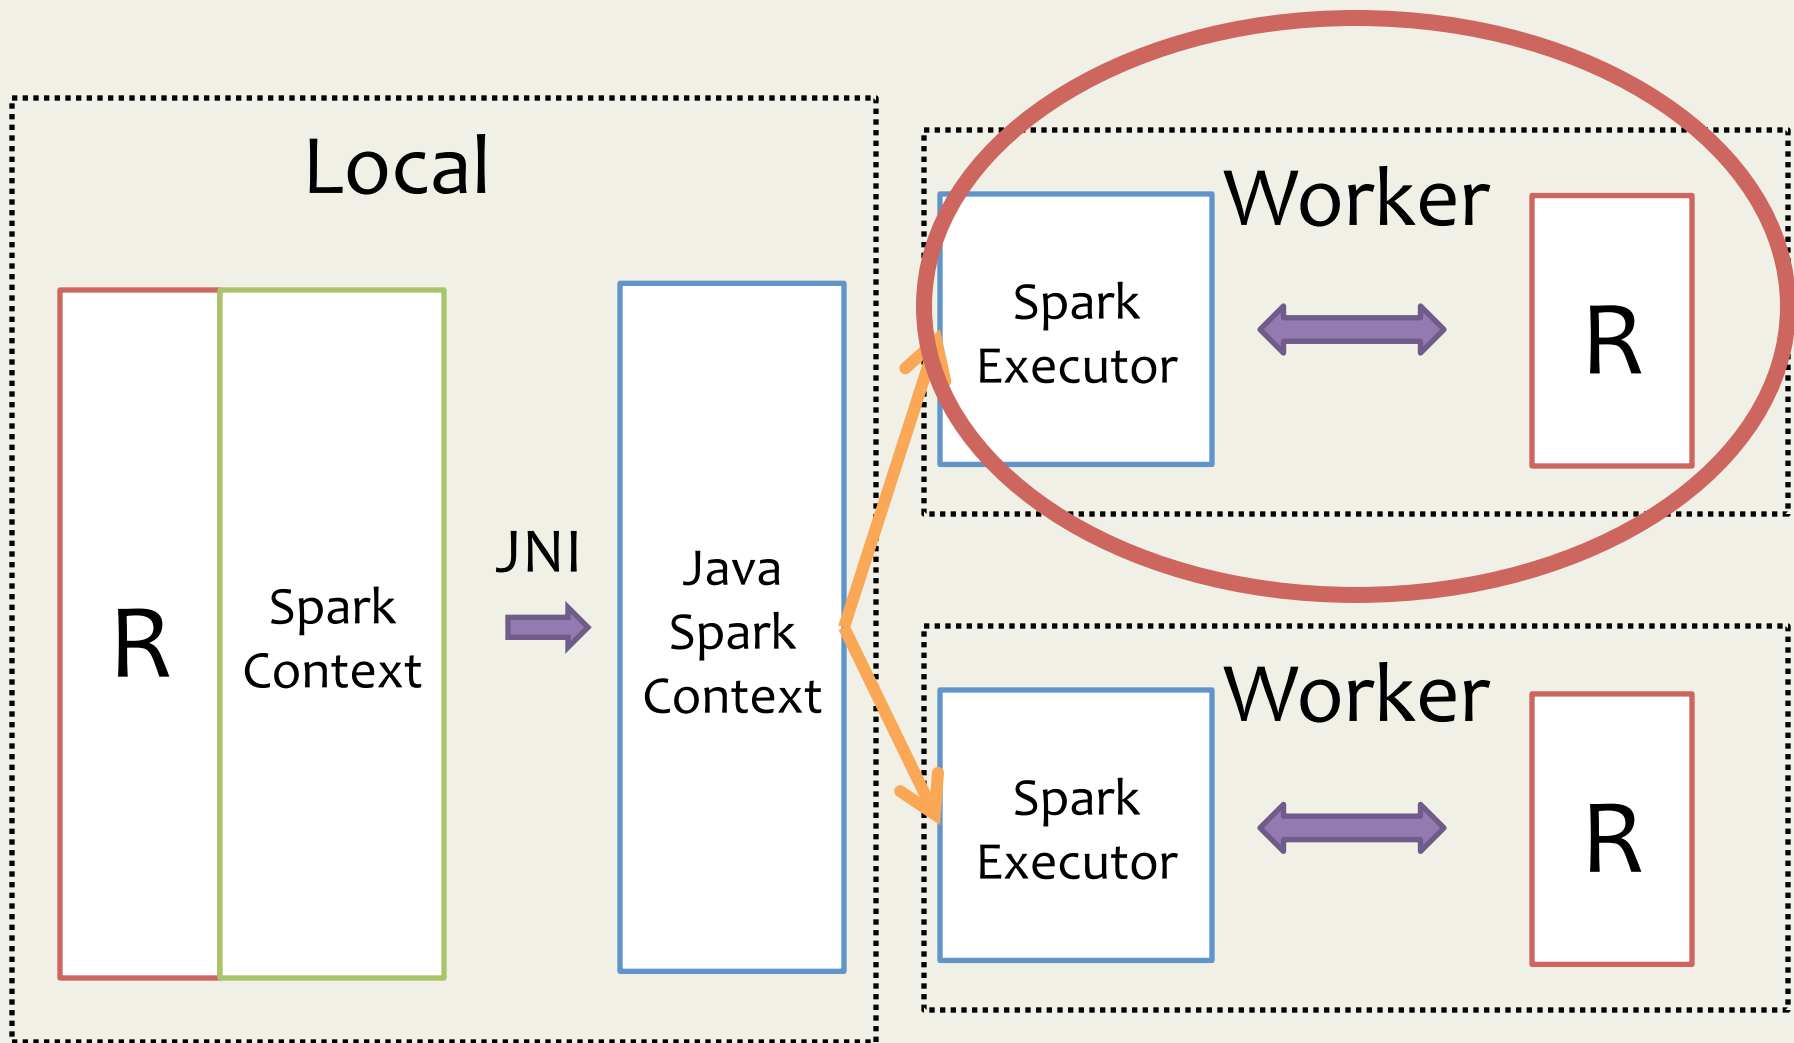 Local
R
Spark
Context
JNI
Java
Spark
Context
Worker
Spark
Executor
R
Worker
Spark
Executor
R